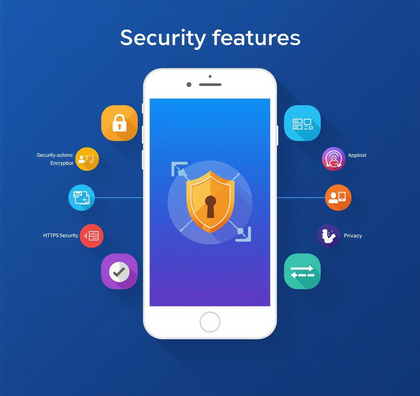 Security features
Security actions:
Encryption
Appinst
HTTPS Security
Privacy